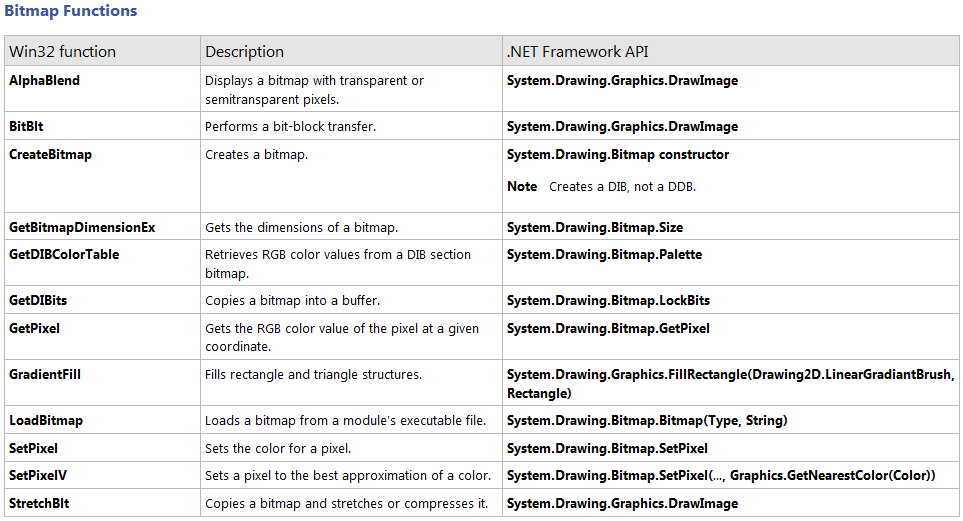 Bitmap Functions
Win32 function Description .NET Framework API
AlphaBlend Displays a bitmap with transparent or System.Drawing.Graphics.DrawImage
semitransparent pixels.
BitBlt Performs a bit-block transfer. System.Drawing.Graphics.DrawImage
CreateBitmap Creates a bitmap. System.Drawing.Bitmap constructor
Note Creates a DIB, not a DDB.
GetBitmapDimensionEx Gets the dimensions of a bitmap. System.Drawing.Bitmap.Size
GetDIBColorTable Retrieves RGB color values from a DIB section System.Drawing.Bitmap.Palette
bitmap.
GetDIBits Copies a bitmap into a buffer. System.Drawing.Bitmap.LockBits
GetPixel Gets the RGB color value of the pixel at a given System.Drawing.Bitmap.GetPixel
coordinate.
GradientFill Fills rectangle and triangle structures. System.Drawing.Graphics.FillRectangle(Drawing2D.LinearGradiantBrush,
Rectangle)
LoadBitmap Loads a bitmap from a module's executable file. System.Drawing.Bitmap.Bitmap(Type, String)
SetPixel Sets the color for a pixel. System.Drawing.Bitmap.SetPixel
SetPixelV Sets a pixel to the best approximation of a color. System.Drawing.Bitmap.SetPixel(..., Graphics.GetNearestColor(Color))
StretchBlt Copies a bitmap and stretches or compresses it. System.Drawing.Graphics.DrawImage